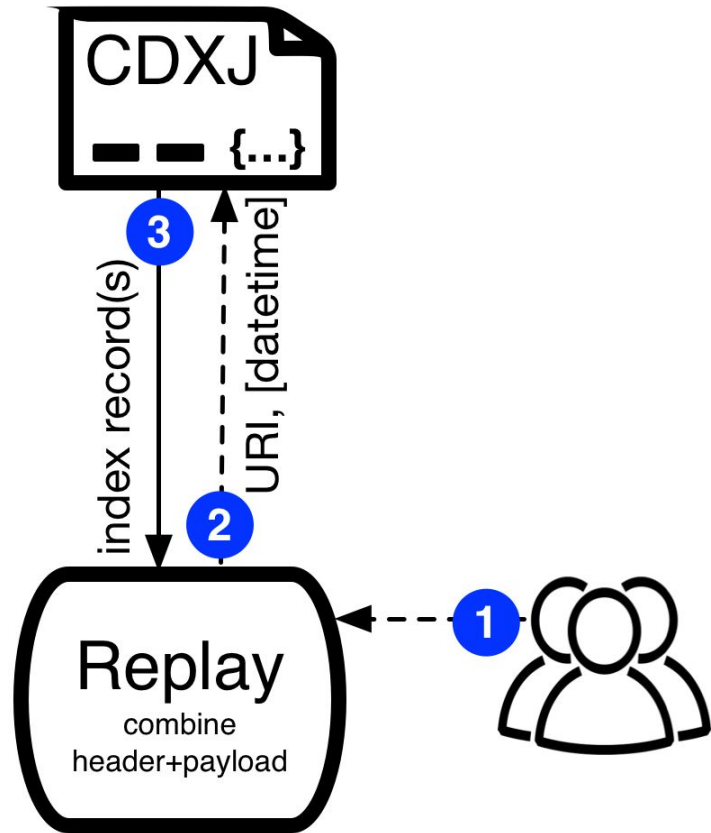 CDXJ
{...}
3
index record(s)
URI, [datetime]
2
1
Replay
combine
header+payload